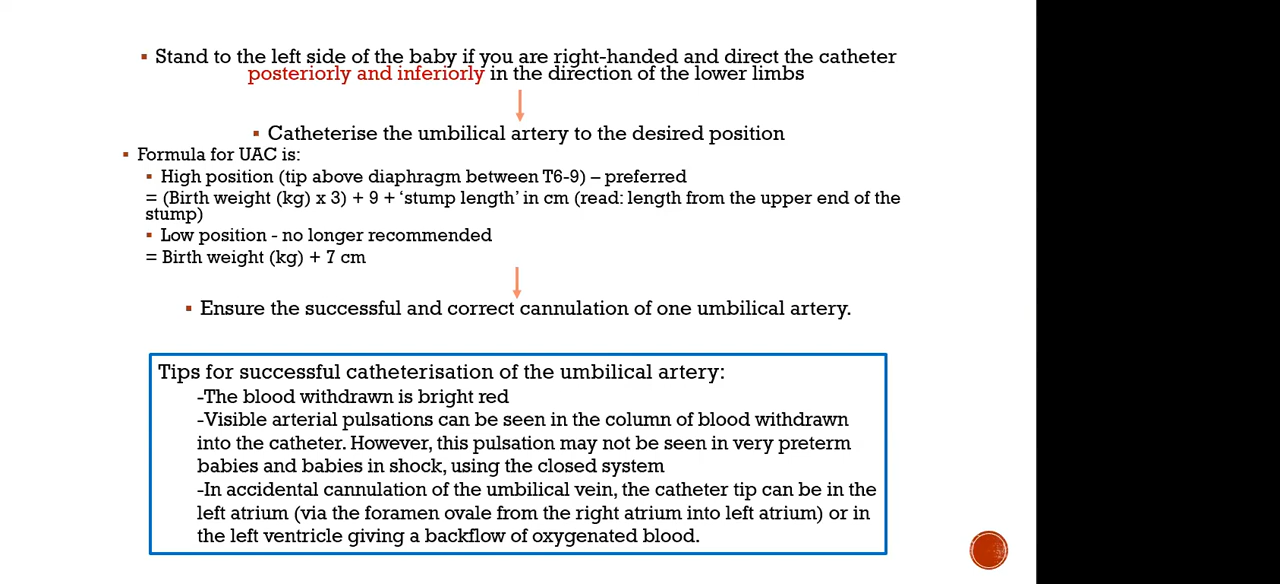 ▪ Stand to the left side of the baby if you are right-handed and direct the catheter
posteriorly and inferiorly in the direction of the lower limbs
▪ Catheterise the umbilical artery to the desired position
▪ Formula for UAC is:
▪ High position (tip above diaphragm between T6-9) – preferred
= (Birth weight (kg) x 3) + 9 + ‘stump length’ in cm (read: length from the upper end of the
stump)
▪ Low position - no longer recommended
= Birth weight (kg) + 7 cm
▪ Ensure the successful and correct cannulation of one umbilical artery.
Tips for successful catheterisation of the umbilical artery:
-The blood withdrawn is bright red
-Visible arterial pulsations can be seen in the column of blood withdrawn
into the catheter. However, this pulsation may not be seen in very preterm
babies and babies in shock, using the closed system
-In accidental cannulation of the umbilical vein, the catheter tip can be in the
left atrium (via the foramen ovale from the right atrium into left atrium) or in
the left ventricle giving a backflow of oxygenated blood.